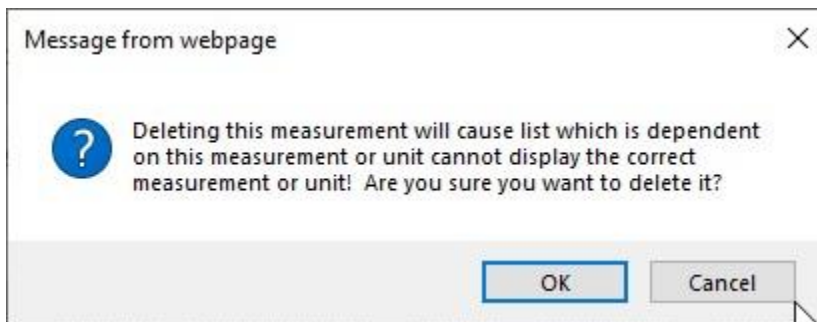 Message from webpage
Deleting this measurement will cause list which is dependent
on this measurement or unit cannot display the correct
measurement or unit!  Are you sure you want to delete it?
OK
Cancel